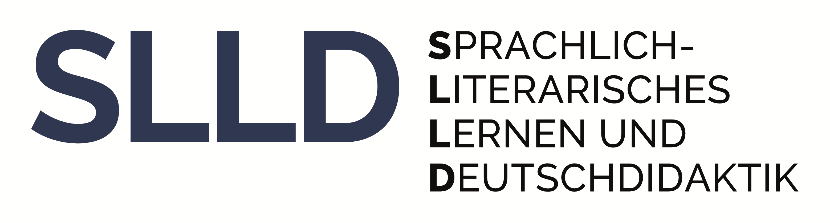 SLLD
SPRACHLICH-
LITERARISCHES
LERNEN UND
DEUTSCHDIDAKTIK